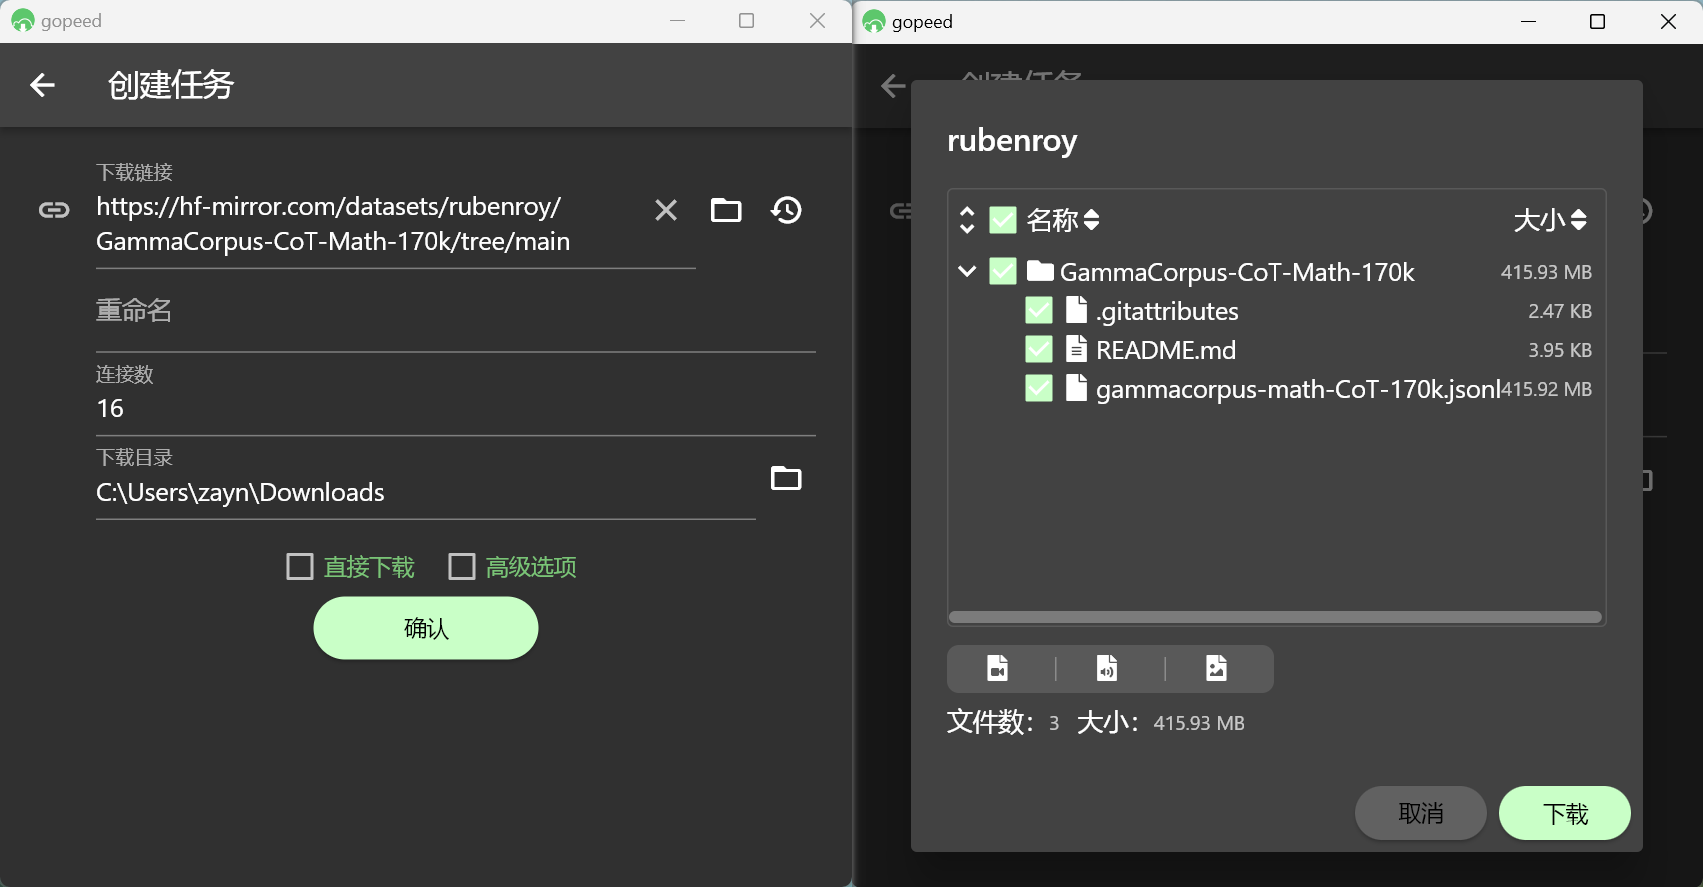 gopeed
创建任务
下载链接
https://hf-mirror.com/datasets/rubenroy/
GammaCorpus-CoT-Math-170k/tree/main
重命名
连接数
16
下载目录
C:\Users\zayn\Downloads
直接下载 高级选项
确认
gopeed
创建任务
rubenroy
名称 大小
GammaCorpus-CoT-Math-170k 415.93 MB
.gitattributes 2.47 KB
README.md 3.95 KB
gammacorpus-math-CoT-170k.jsonl 415.92 MB
文件数： 3 大小： 415.93 MB
取消 下载